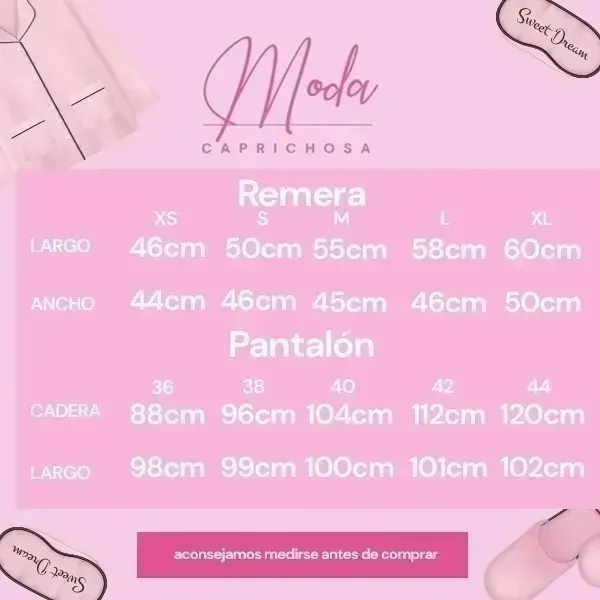 Sweet Dream
Moda
CAPRICHOSA
Remera
XS S M L XL
LARGO 46cm 50cm 55cm 58cm 60cm
ANCHO 44cm 46cm 45cm 46cm 50cm
Pantalón
36 38 40 42 44
CADERA 88cm 96cm 104cm 112cm 120cm
LARGO 98cm 99cm 100cm 101cm 102cm
Sweet Dream
aconsejamos medirse antes de comprar